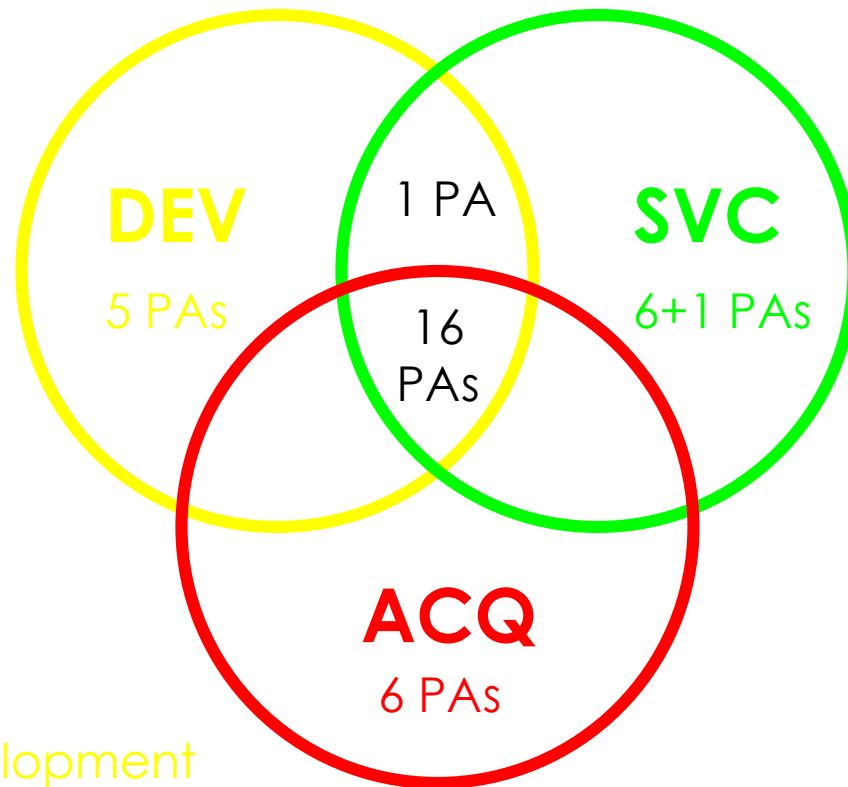 DEV
5 PAs
1 PA
SVC
6+1 PAs
16
PAs
ACQ
6 PAs
lopment